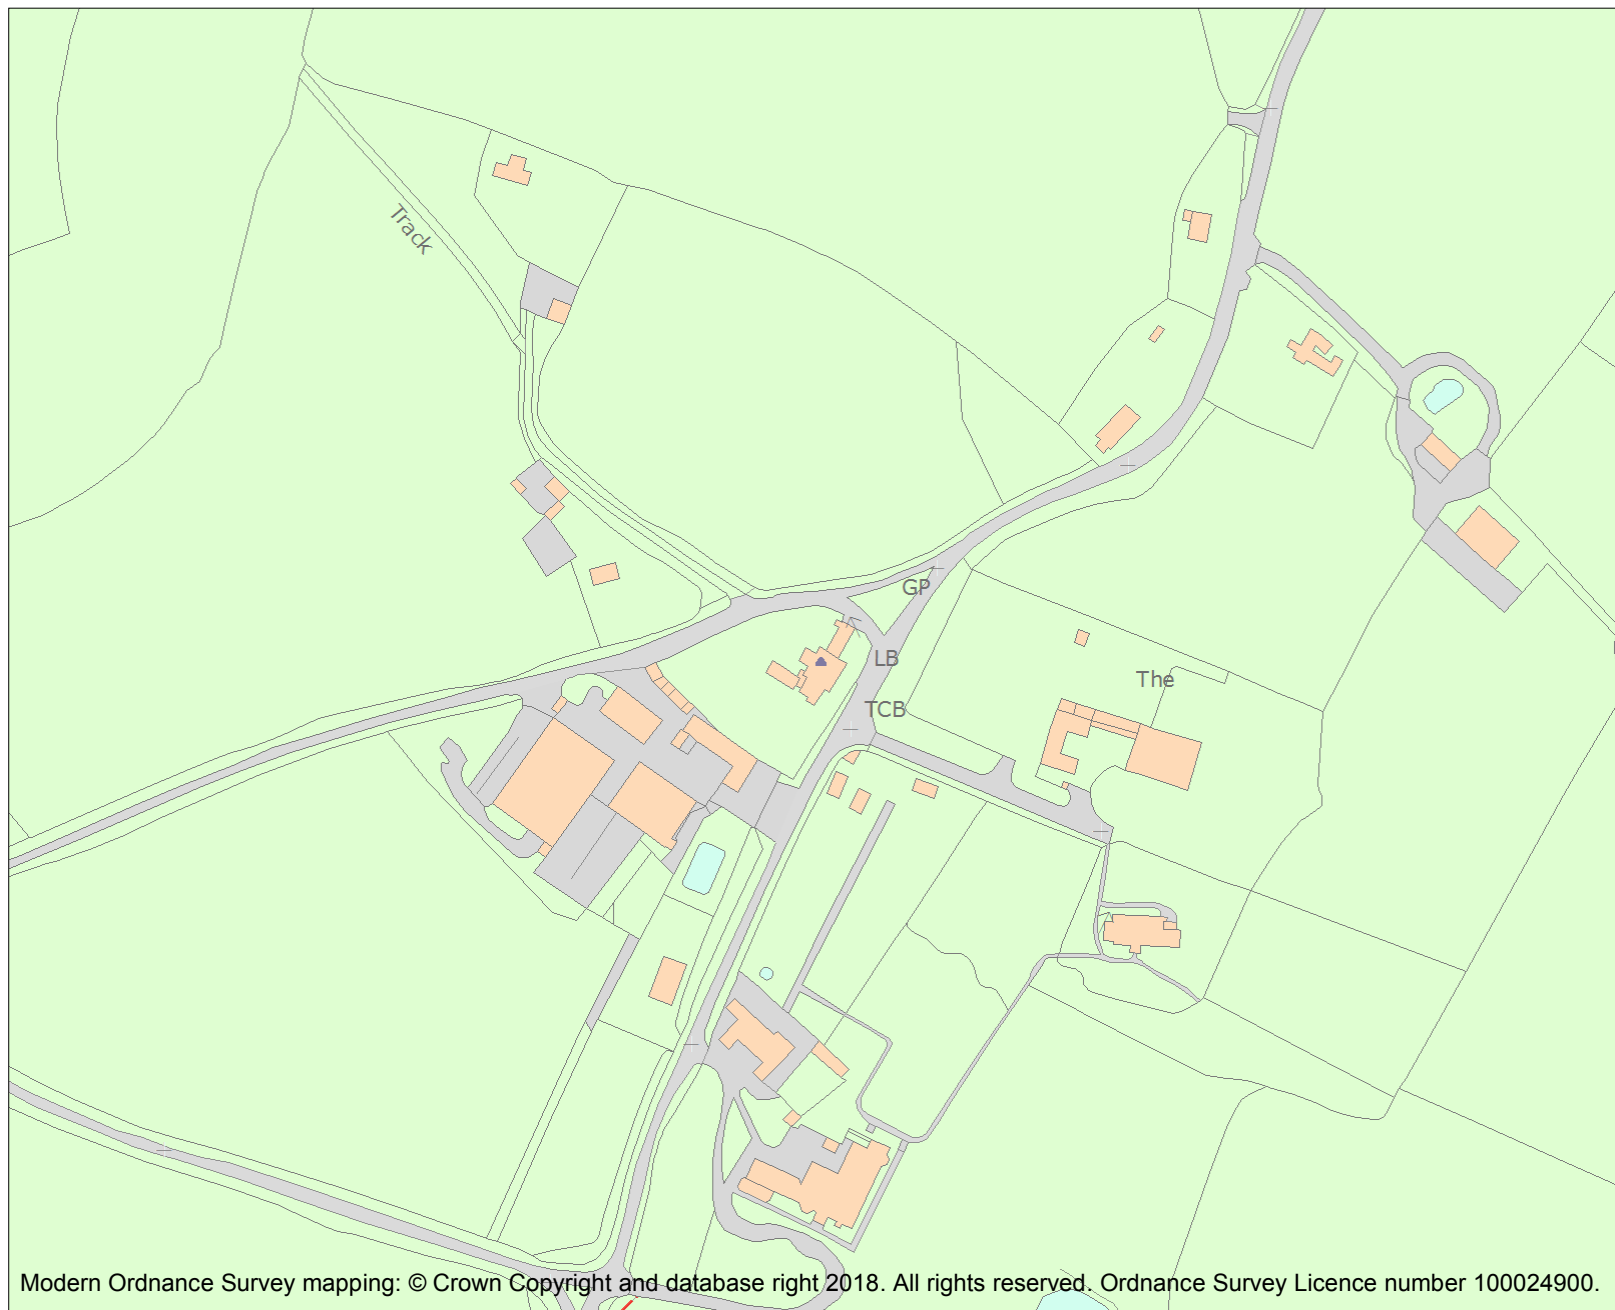 Track
GP
LB
The
TCB
Modern Ordnance Survey mapping: © Crown Copyright and database right 2018. All rights reserved. Ordnance Survey Licence number 100024900.